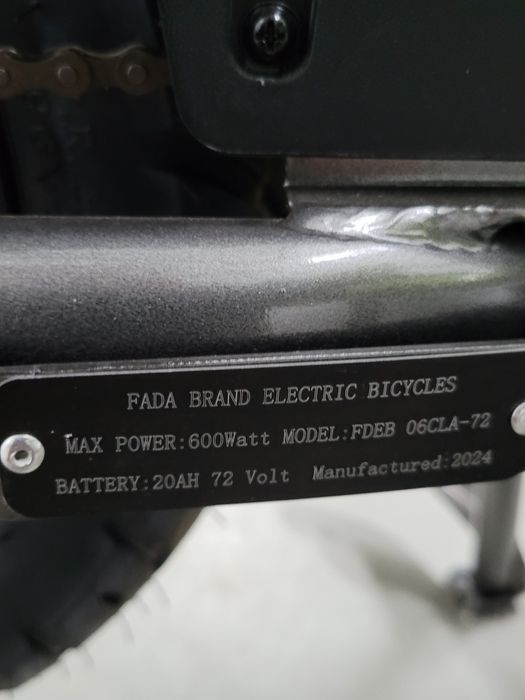 FADA BRAND ELECTRIC BICYCLES
MAX POWER:600Watt MODEL:FDEB 06CLA-72
BATTERY:20AH 72 Volt Manufactured:2024